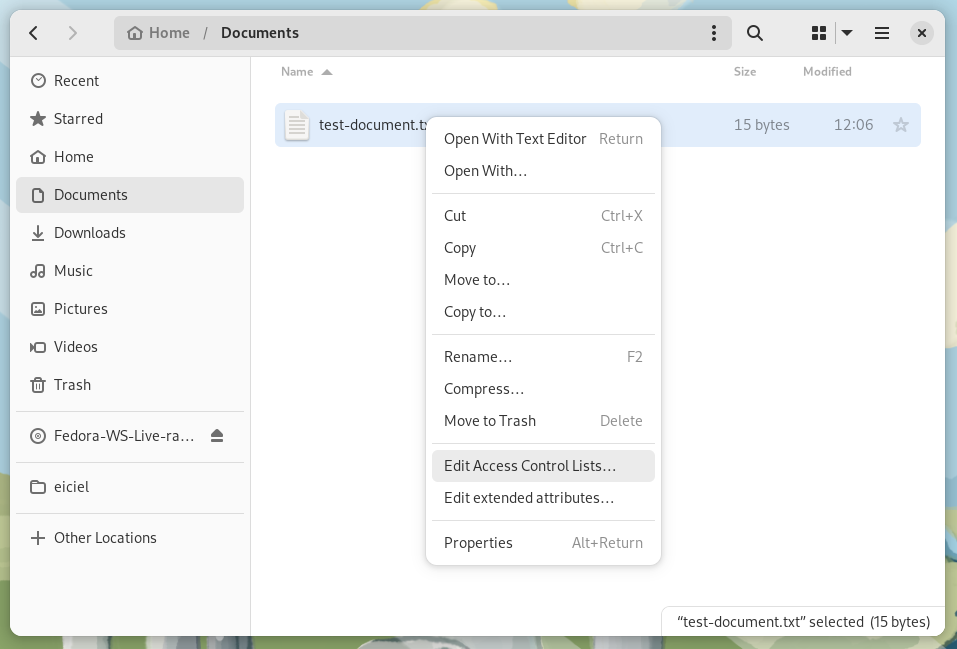 Home / Documents
Name Size Modified
Recent
Starred
Home
Documents
Downloads
Music
Pictures
Videos
Trash
Fedora-WS-Live-ra…
eiciel
Other Locations
test-document.tx 15 bytes 12:06
Open With Text Editor Return
Open With…
Cut Ctrl+X
Copy Ctrl+C
Move to…
Copy to…
Rename… F2
Compress…
Move to Trash Delete
Edit Access Control Lists…
Edit extended attributes…
Properties Alt+Return
“test-document.txt” selected (15 bytes)